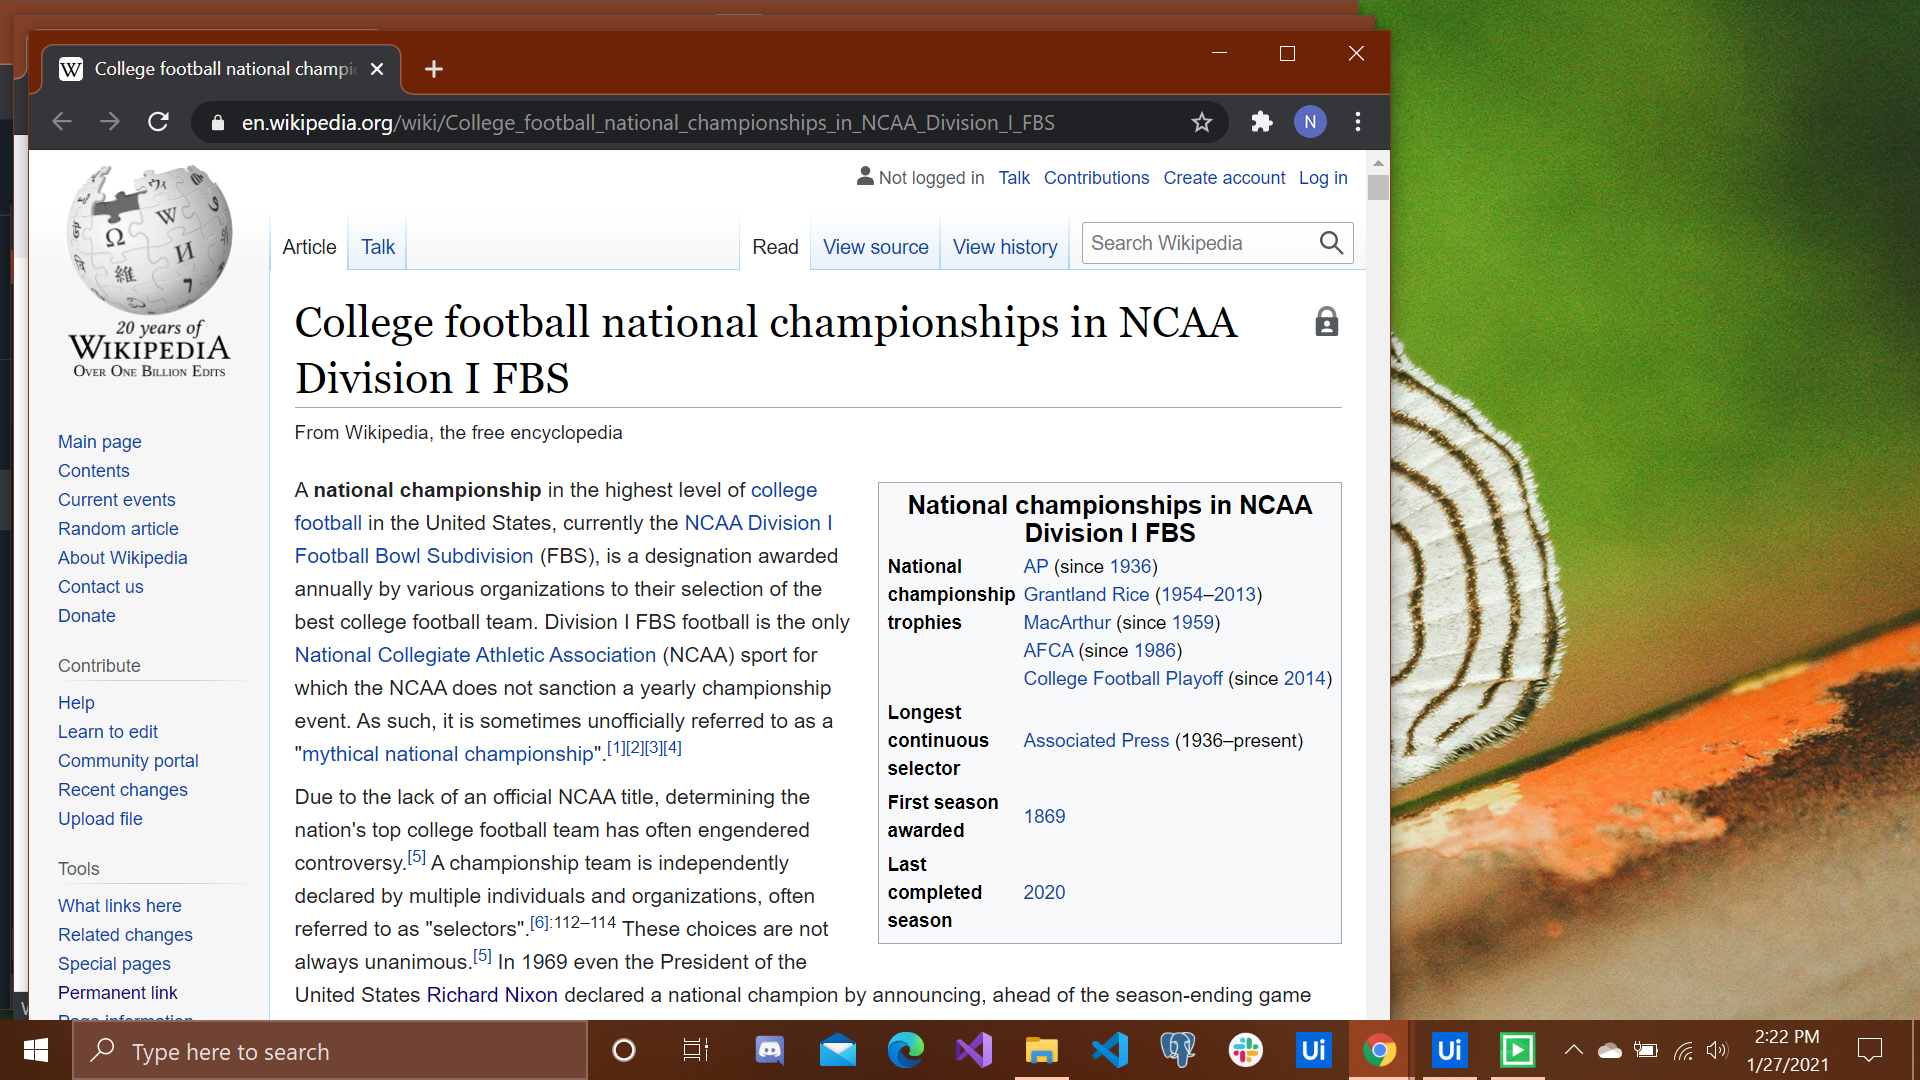 College football national champi
en.wikipedia.org/wiki/College_football_national_championships_in_NCAA_Division_I_FBS
N
Not logged in Talk Contributions Create account Log in
Article Talk Read View source View history Search Wikipedia
20 years of
WIKIPEDIA
OVER ONE BILLION EDITS
Main page
Contents
Current events
Random article
About Wikipedia
Contact us
Donate
Contribute
Help
Learn to edit
Community portal
Recent changes
Upload file
Tools
What links here
Related changes
Special pages
Permanent link
Page information
College football national championships in NCAA
Division I FBS
From Wikipedia, the free encyclopedia
A national championship in the highest level of college
football in the United States, currently the NCAA Division I
Football Bowl Subdivision (FBS), is a designation awarded
annually by various organizations to their selection of the
best college football team. Division I FBS football is the only
National Collegiate Athletic Association (NCAA) sport for
which the NCAA does not sanction a yearly championship
event. As such, it is sometimes unofficially referred to as a
"mythical national championship".[1][2][3][4]
Due to the lack of an official NCAA title, determining the
nation's top college football team has often engendered
controversy.[5] A championship team is independently
declared by multiple individuals and organizations, often
referred to as "selectors".[6]:112–114 These choices are not
always unanimous.[5] In 1969 even the President of the
United States Richard Nixon declared a national champion by announcing, ahead of the season-ending game
National championships in NCAA
Division I FBS
National championship trophies
AP (since 1936)
Grantland Rice (1954–2013)
MacArthur (since 1959)
AFCA (since 1986)
College Football Playoff (since 2014)
Longest continuous selector
Associated Press (1936–present)
First season awarded
1869
Last completed season
2020
Type here to search
Ui
Ui
2:22 PM
1/27/2021